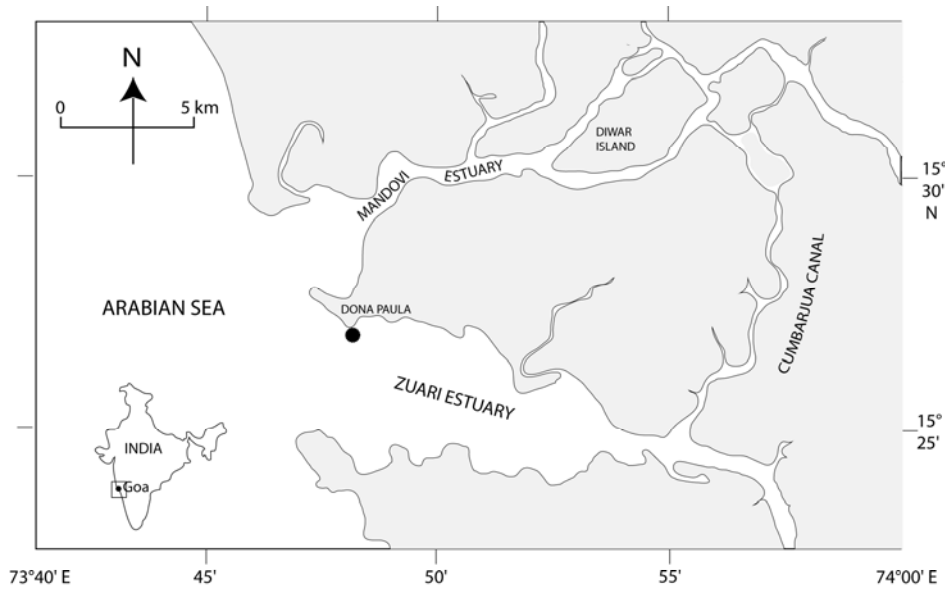 N
0 5 km
DIWAR
ISLAND
MANDOVI
ESTUARY
15°
30'
N
CUMBARJUA CANAL
ARABIAN SEA
DONA PAULA
ZUARI ESTUARY
15°
25'
INDIA
Goa
73°40' E 45' 50' 55' 74°00' E